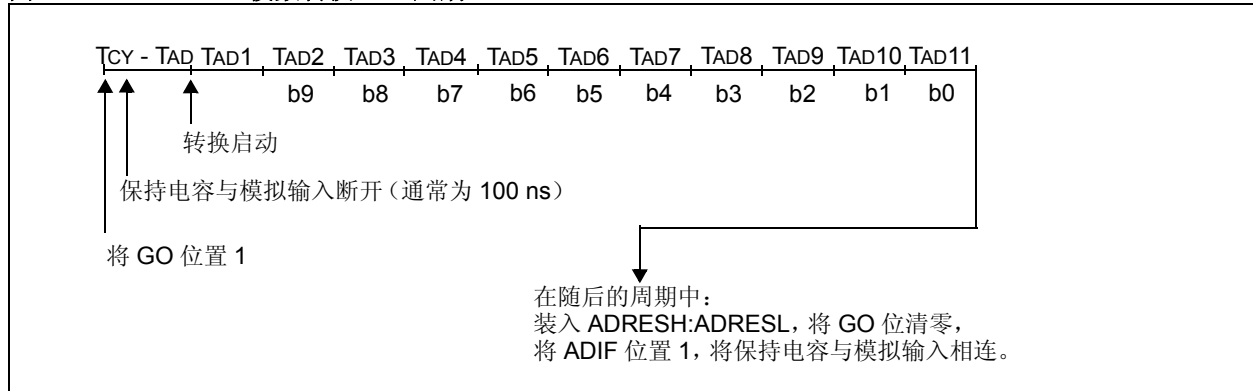 TCY - TAD TAD1 TAD2 TAD3 TAD4 TAD5 TAD6 TAD7 TAD8 TAD9 TAD10 TAD11
b9 b8 b7 b6 b5 b4 b3 b2 b1 b0
转换启动
保持电容与模拟输入断开（通常为 100 ns）
将 GO 位置 1
在随后的周期中：
装入 ADRESH:ADRESL，将 GO 位清零，
将 ADIF 位置 1，将保持电容与模拟输入相连。